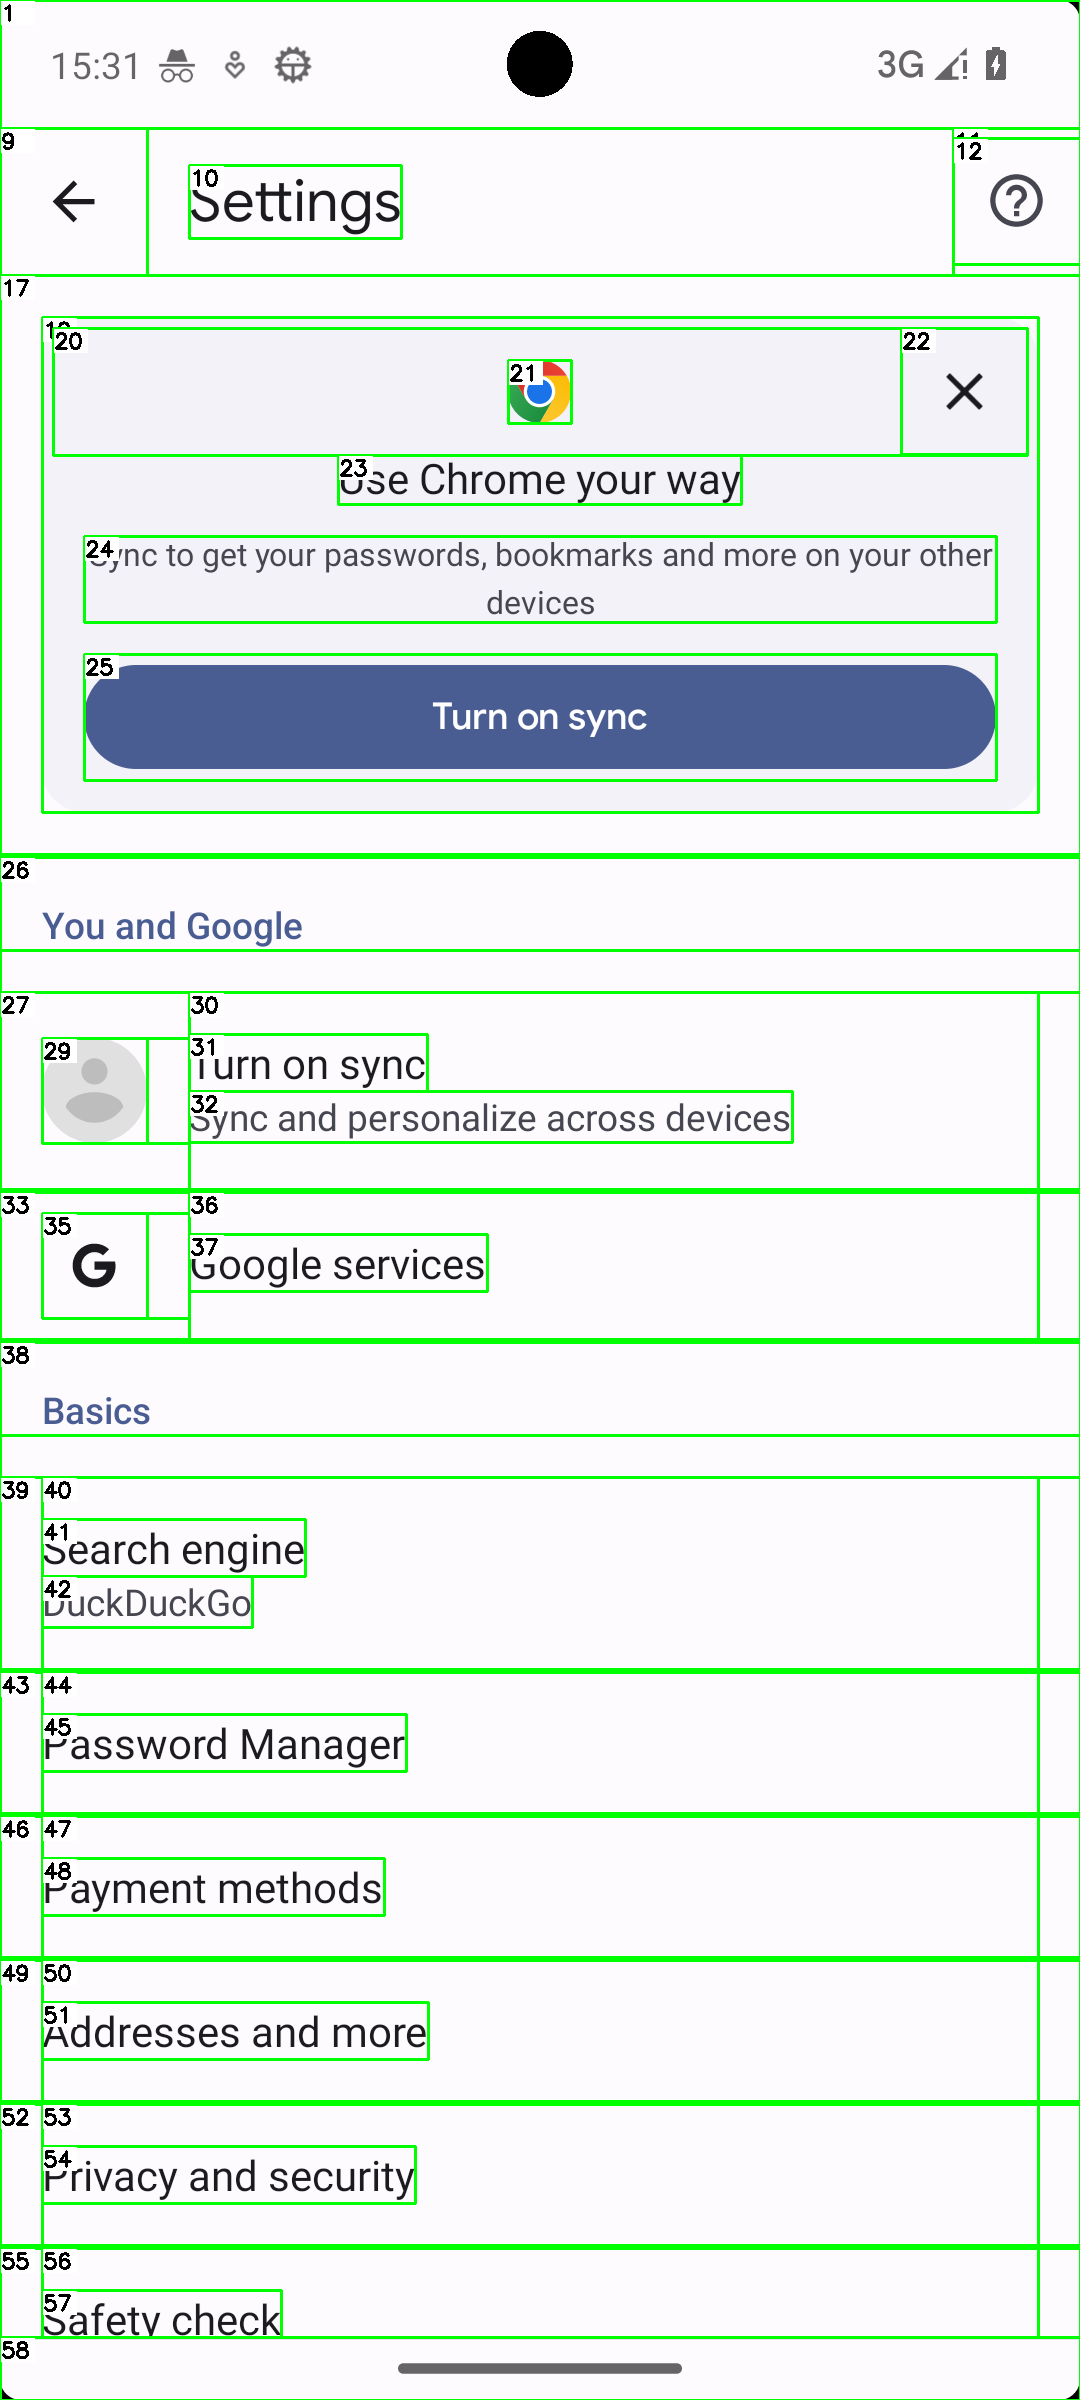 15:31
3G
Settings
Use Chrome your way
Sync to get your passwords, bookmarks and more on your other
devices
Turn on sync
You and Google
Turn on sync
Sync and personalize across devices
Google services
Basics
Search engine
DuckDuckGo
Password Manager
Payment methods
Addresses and more
Privacy and security
Safety check
1
9
10
12
17
20
21
22
23
24
25
26
27
29
30
31
32
33
35
36
37
38
39
40
41
42
43
44
45
46
47
48
49
50
51
52
53
54
55
56
57
58